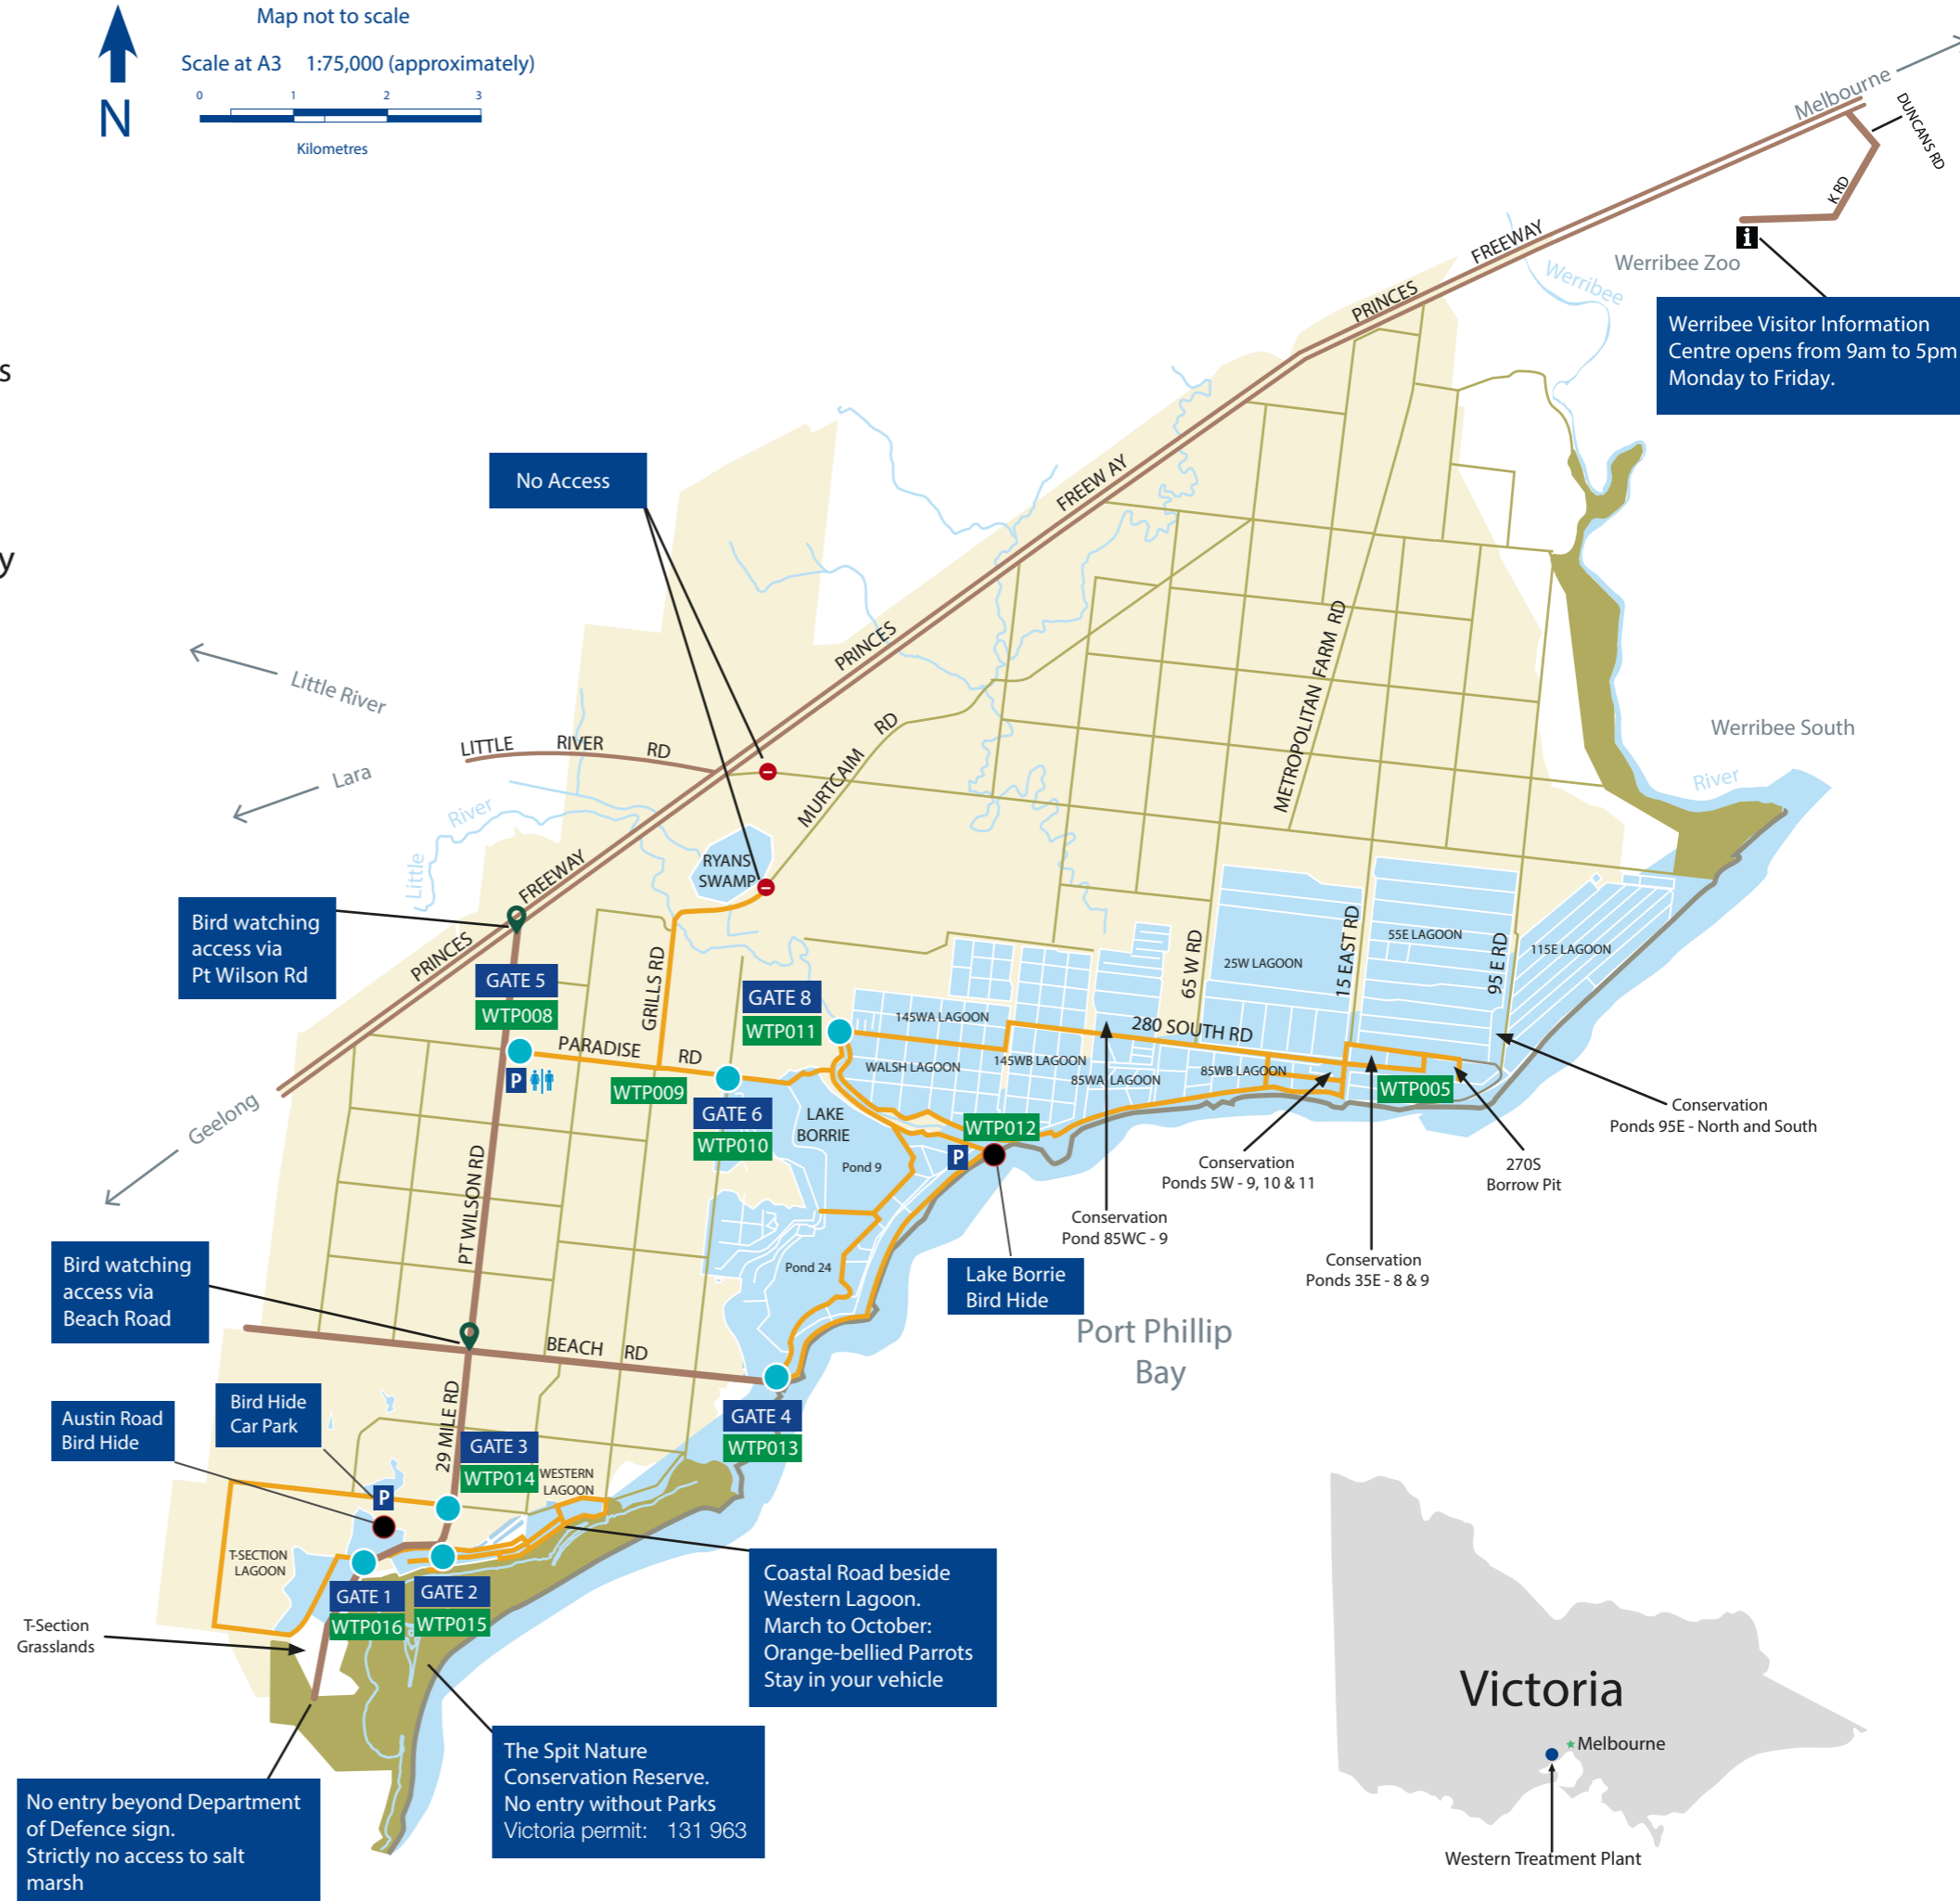 Map not to scale
Scale at A3 1:75,000 (approximately)
0 1 2 3
Kilometres
N
s
y
Melbourne
DUNCANS RD
K RD
Werribee Zoo
i
Werribee Visitor Information
Centre opens from 9am to 5pm
Monday to Friday.
FREEWAY
PRINCES
Werribee
No Access
FREEW AY
PRINCES
Little River
Lara
LITTLE RIVER RD
MURTCAIM RD
METROPOLITAN FARM RD
Werribee South
River
River
Little
RYANS
SWAMP
FREEWAY
PRINCES
Bird watching
access via
Pt Wilson Rd
GATE 5
WTP008
P
GRILLS RD
PARADISE RD
WTP009
GATE 6
WTP010
GATE 8
WTP011
145WA LAGOON
WALSH LAGOON
145WB LAGOON
85WA LAGOON
280 SOUTH RD
65 W RD
25W LAGOON
85WB LAGOON
15 EAST RD
55E LAGOON
95 E RD
115E LAGOON
WTP005
Conservation
Ponds 95E - North and South
270S
Borrow Pit
Conservation
Ponds 5W - 9, 10 & 11
Conservation
Ponds 35E - 8 & 9
Conservation
Pond 85WC - 9
LAKE
BORRIE
Pond 9
WTP012
P
Lake Borrie
Bird Hide
Pond 24
Port Phillip
Bay
Geelong
PT WILSON RD
Bird watching
access via
Beach Road
BEACH RD
GATE 4
WTP013
29 MILE RD
Bird Hide
Car Park
Austin Road
Bird Hide
P
GATE 3
WTP014
WESTERN
LAGOON
T-SECTION
LAGOON
GATE 1
WTP016
GATE 2
WTP015
T-Section
Grasslands
Coastal Road beside
Western Lagoon.
March to October:
Orange-bellied Parrots
Stay in your vehicle
The Spit Nature
Conservation Reserve.
No entry without Parks
Victoria permit: 131 963
No entry beyond Department
of Defence sign.
Strictly no access to salt
marsh
Victoria
Melbourne
Western Treatment Plant